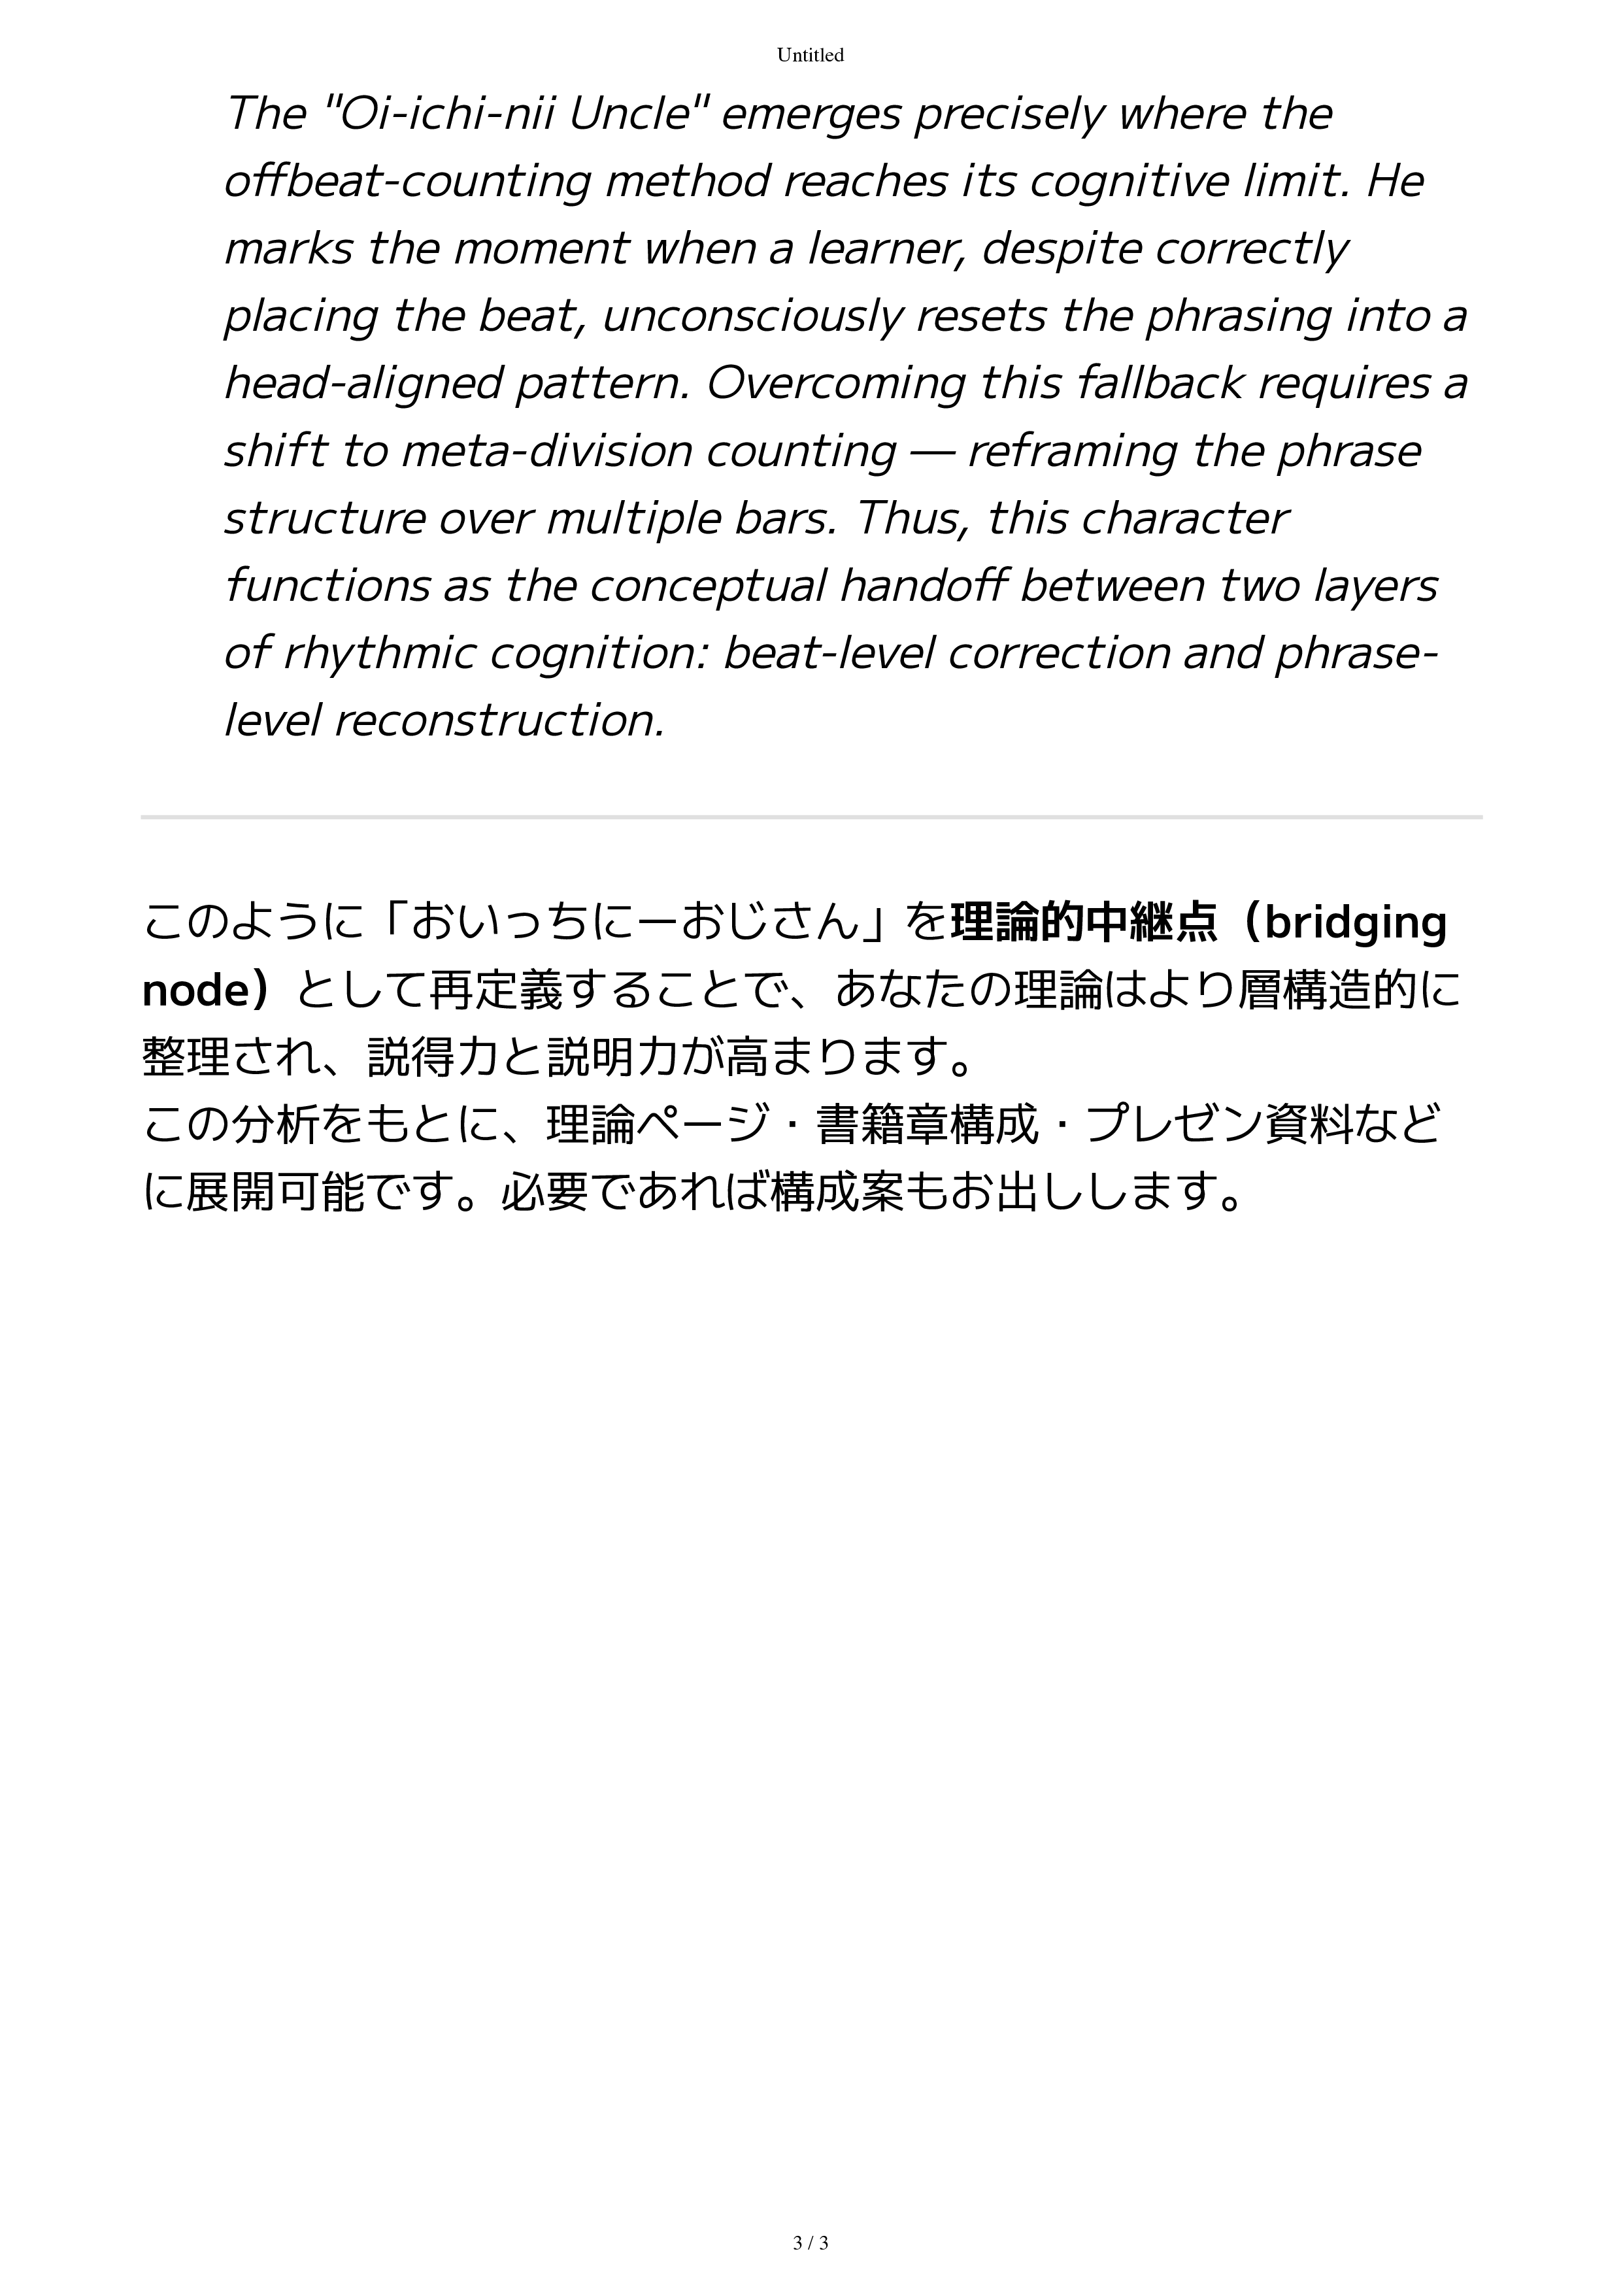 Untitled
The "Oi-ichi-nii Uncle" emerges precisely where the
offbeat-counting method reaches its cognitive limit. He
marks the moment when a learner, despite correctly
placing the beat, unconsciously resets the phrasing into a
head-aligned pattern. Overcoming this fallback requires a
shift to meta-division counting — reframing the phrase
structure over multiple bars. Thus, this character
functions as the conceptual handoff between two layers
of rhythmic cognition: beat-level correction and phrase-
level reconstruction.
このように「おいっちにーおじさん」を理論的中継点（bridging
node）として再定義することで、あなたの理論はより層構造的に
整理され、説得力と説明力が高まります。
この分析をもとに、理論ページ・書籍章構成・プレゼン資料など
に展開可能です。必要であれば構成案もお出しします。
3 / 3